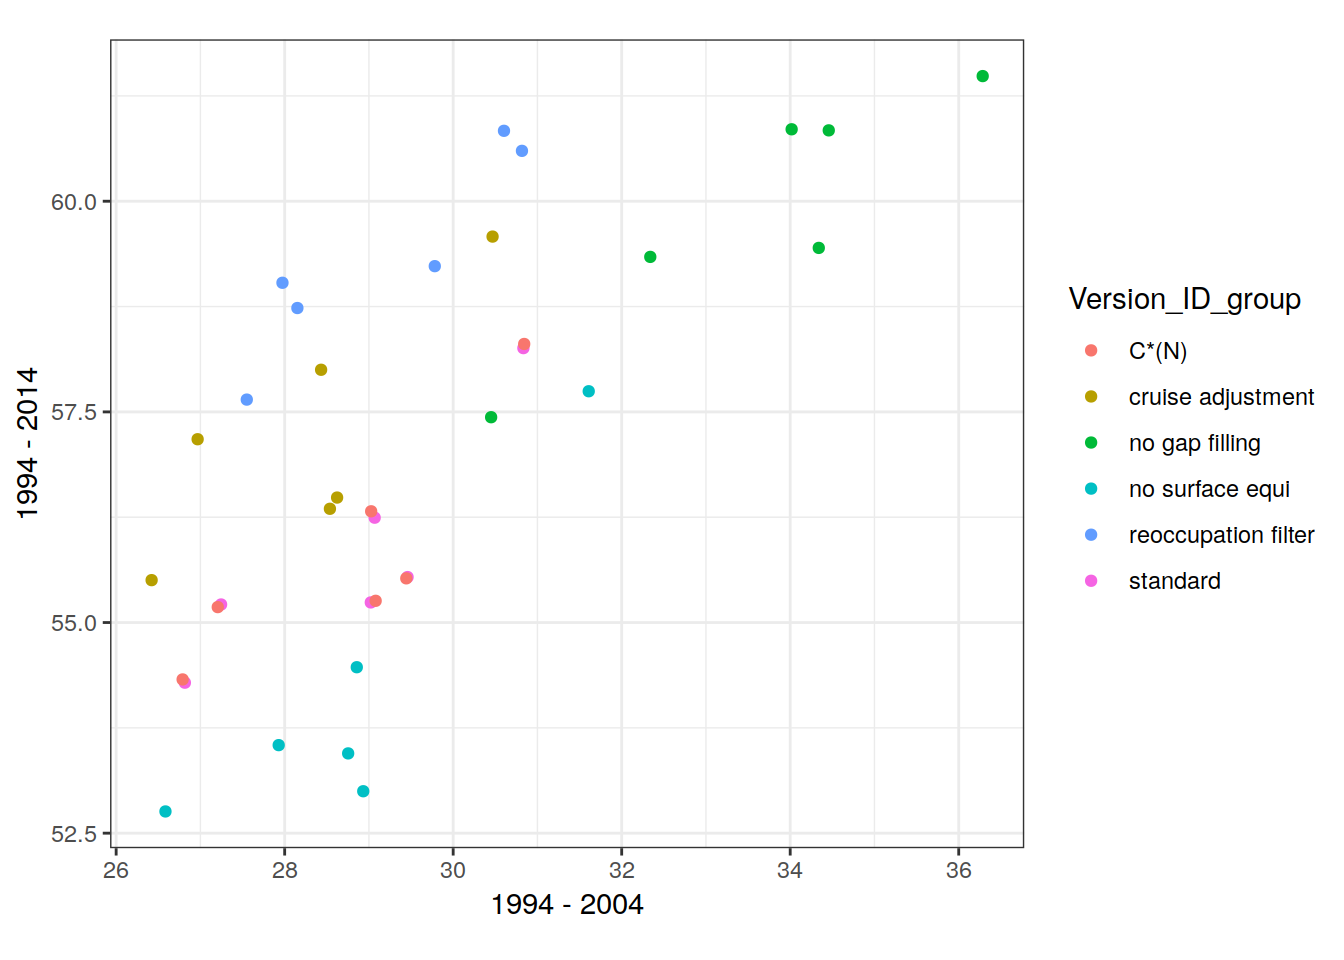 60.0
57.5
55.0
52.5
1994 - 2014
26 28 30 32 34 36
1994 - 2004
Version_ID_group
C*(N)
cruise adjustment
no gap filling
no surface equi
reoccupation filter
standard